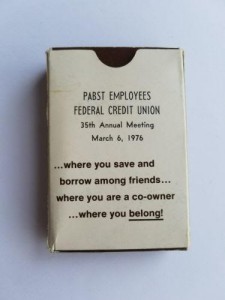 PABST EMPLOYEES
FEDERAL CREDIT UNION
35th Annual Meeting
March 6, 1976
...where you save and
borrow among friends...
where you are a co-owner
...where you belong!